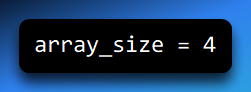 array_size = 4